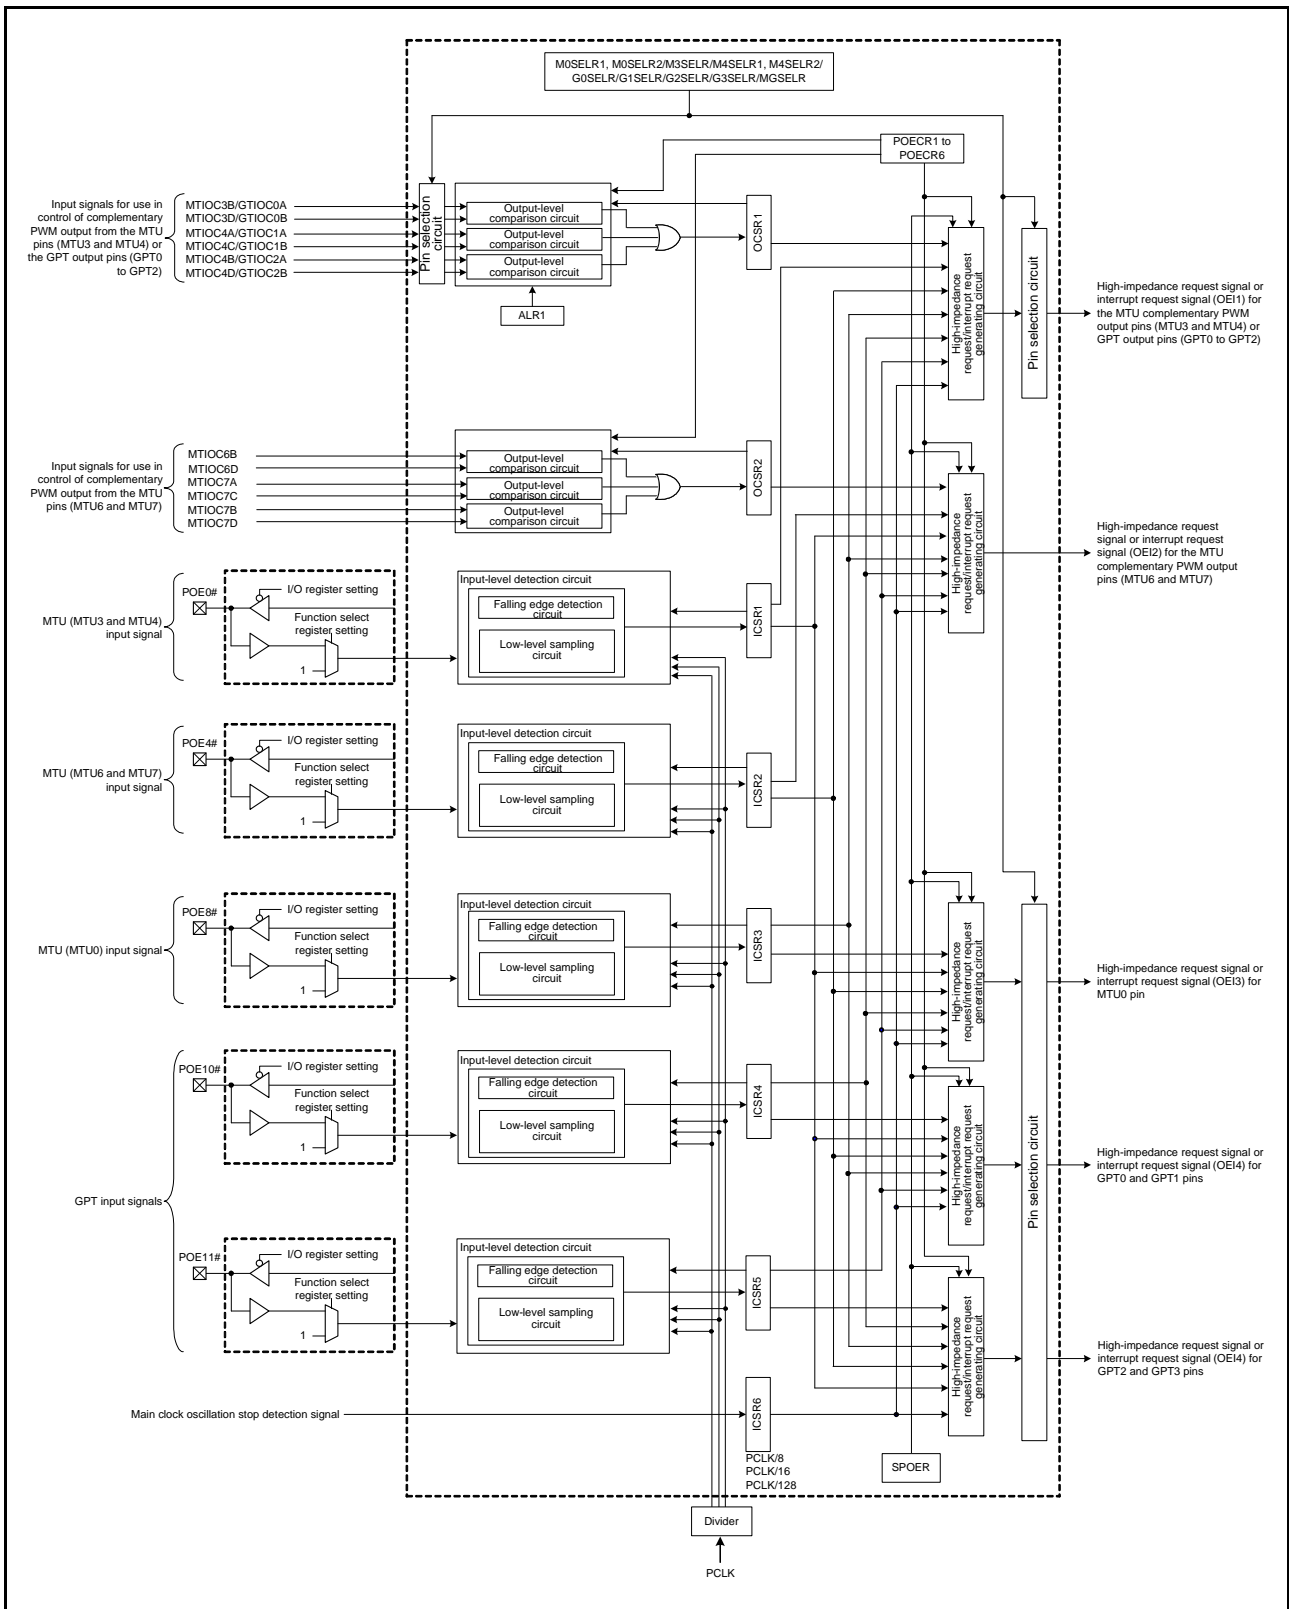 M0SELR1, M0SELR2/M3SELR/M4SELR1, M4SELR2/
G0SELR/G1SELR/G2SELR/G3SELR/MGSELR
POECR1 to
POECR6
Input signals for use in
control of complementary
PWM output from the MTU
pins (MTU3 and MTU4) or
the GPT output pins (GPT0
to GPT2)
MTIOC3B/GTIOC0A
MTIOC3D/GTIOC0B
MTIOC4A/GTIOC1A
MTIOC4C/GTIOC1B
MTIOC4B/GTIOC2A
MTIOC4D/GTIOC2B
Pin selection
circuit
Output-level
comparison circuit
Output-level
comparison circuit
Output-level
comparison circuit
ALR1
OCSR1
High-impedance
request/interrupt request
generating circuit
Pin selection circuit
High-impedance request signal or
interrupt request signal (OEI1) for
the MTU complementary PWM
output pins (MTU3 and MTU4) or
GPT output pins (GPT0 to GPT2)
Input signals for use in
control of complementary
PWM output from the MTU
pins (MTU6 and MTU7)
MTIOC6B
MTIOC6D
MTIOC7A
MTIOC7C
MTIOC7B
MTIOC7D
Output-level
comparison circuit
Output-level
comparison circuit
Output-level
comparison circuit
OCSR2
High-impedance
request/interrupt request
generating circuit
High-impedance request
signal or interrupt request
signal (OEI2) for the MTU
complementary PWM output
pins (MTU6 and MTU7)
MTU (MTU3 and MTU4)
input signal
POE0#
I/O register setting
Function select
register setting
1
Input-level detection circuit
Falling edge detection
circuit
Low-level sampling
circuit
ICSR1
MTU (MTU6 and MTU7)
input signal
POE4#
I/O register setting
Function select
register setting
1
Input-level detection circuit
Falling edge detection
circuit
Low-level sampling
circuit
ICSR2
MTU (MTU0) input signal
POE8#
I/O register setting
Function select
register setting
1
Input-level detection circuit
Falling edge detection
circuit
Low-level sampling
circuit
ICSR3
High-impedance
request/interrupt request
generating circuit
Pin selection circuit
High-impedance request signal or
interrupt request signal (OEI3) for
MTU0 pin
GPT input signals
POE10#
I/O register setting
Function select
register setting
1
Input-level detection circuit
Falling edge detection
circuit
Low-level sampling
circuit
ICSR4
High-impedance
request/interrupt request
generating circuit
High-impedance request signal or
interrupt request signal (OEI4) for
GPT0 and GPT1 pins
POE11#
I/O register setting
Function select
register setting
1
Input-level detection circuit
Falling edge detection
circuit
Low-level sampling
circuit
ICSR5
High-impedance
request/interrupt request
generating circuit
High-impedance request signal or
interrupt request signal (OEI4) for
GPT2 and GPT3 pins
Main clock oscillation stop detection signal
ICSR6
PCLK/8
PCLK/16
PCLK/128
SPOER
Divider
PCLK